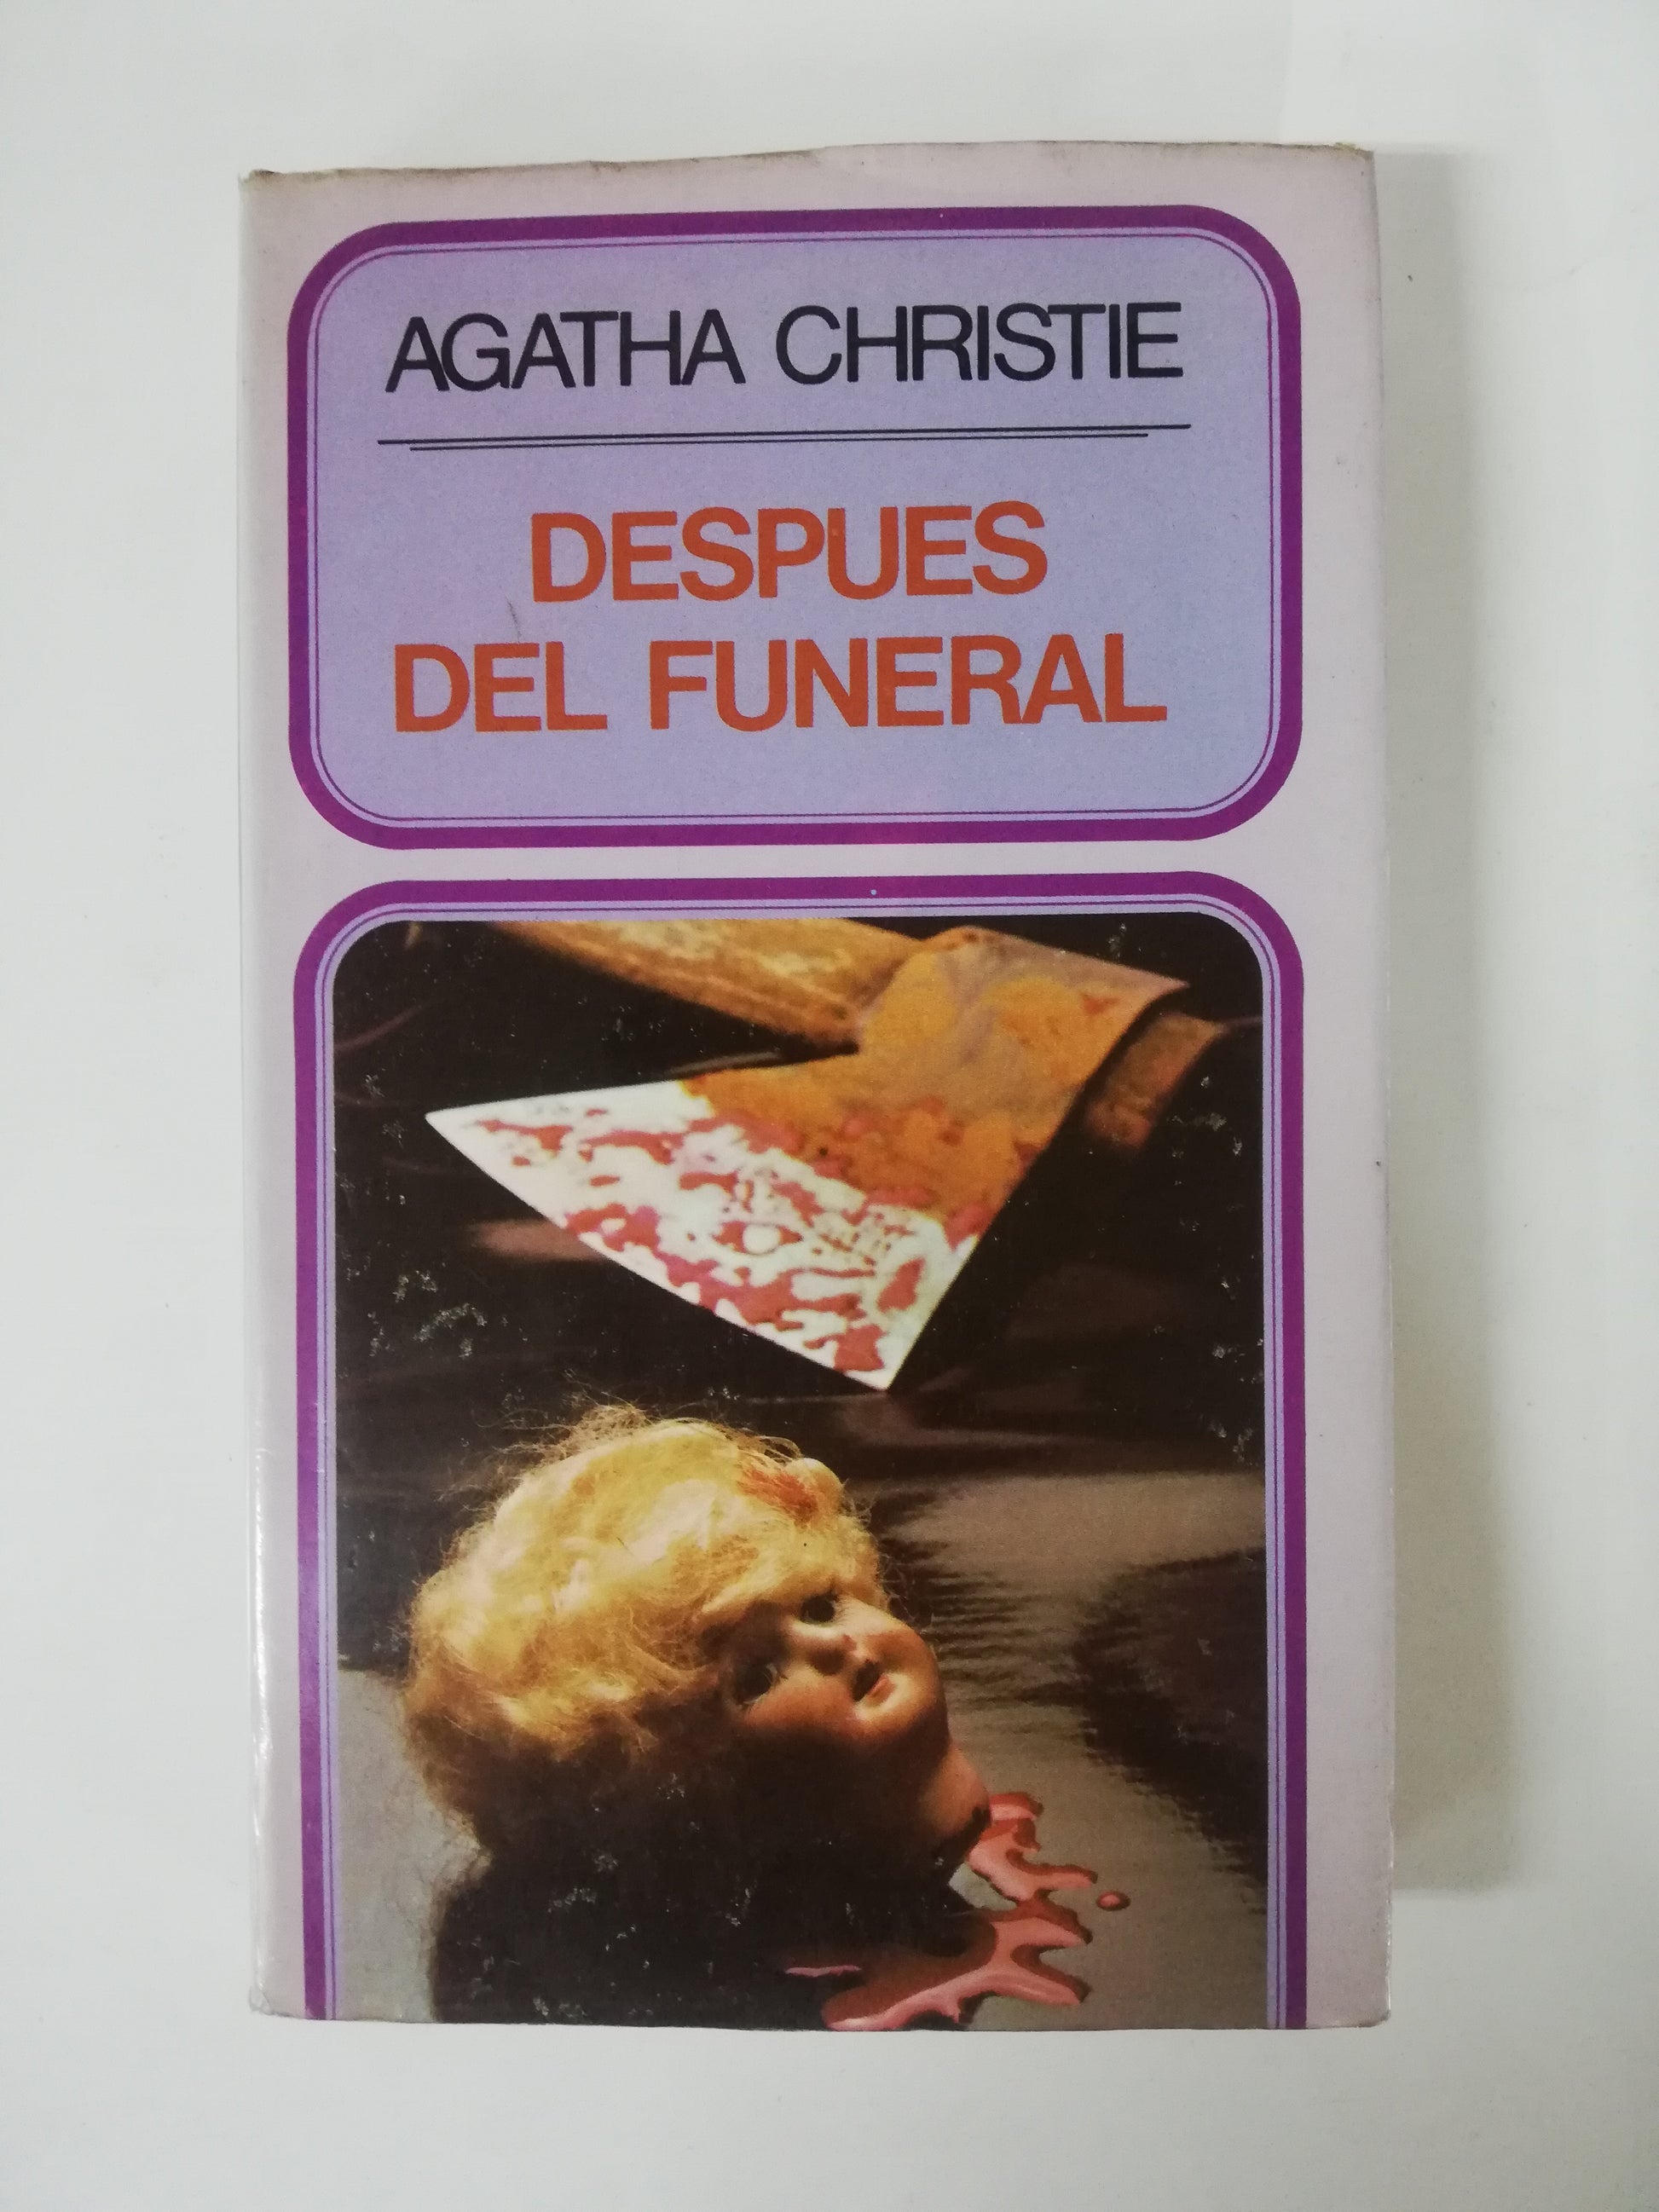 AGATHA CHRISTIE
DESPUES
DEL FUNERAL